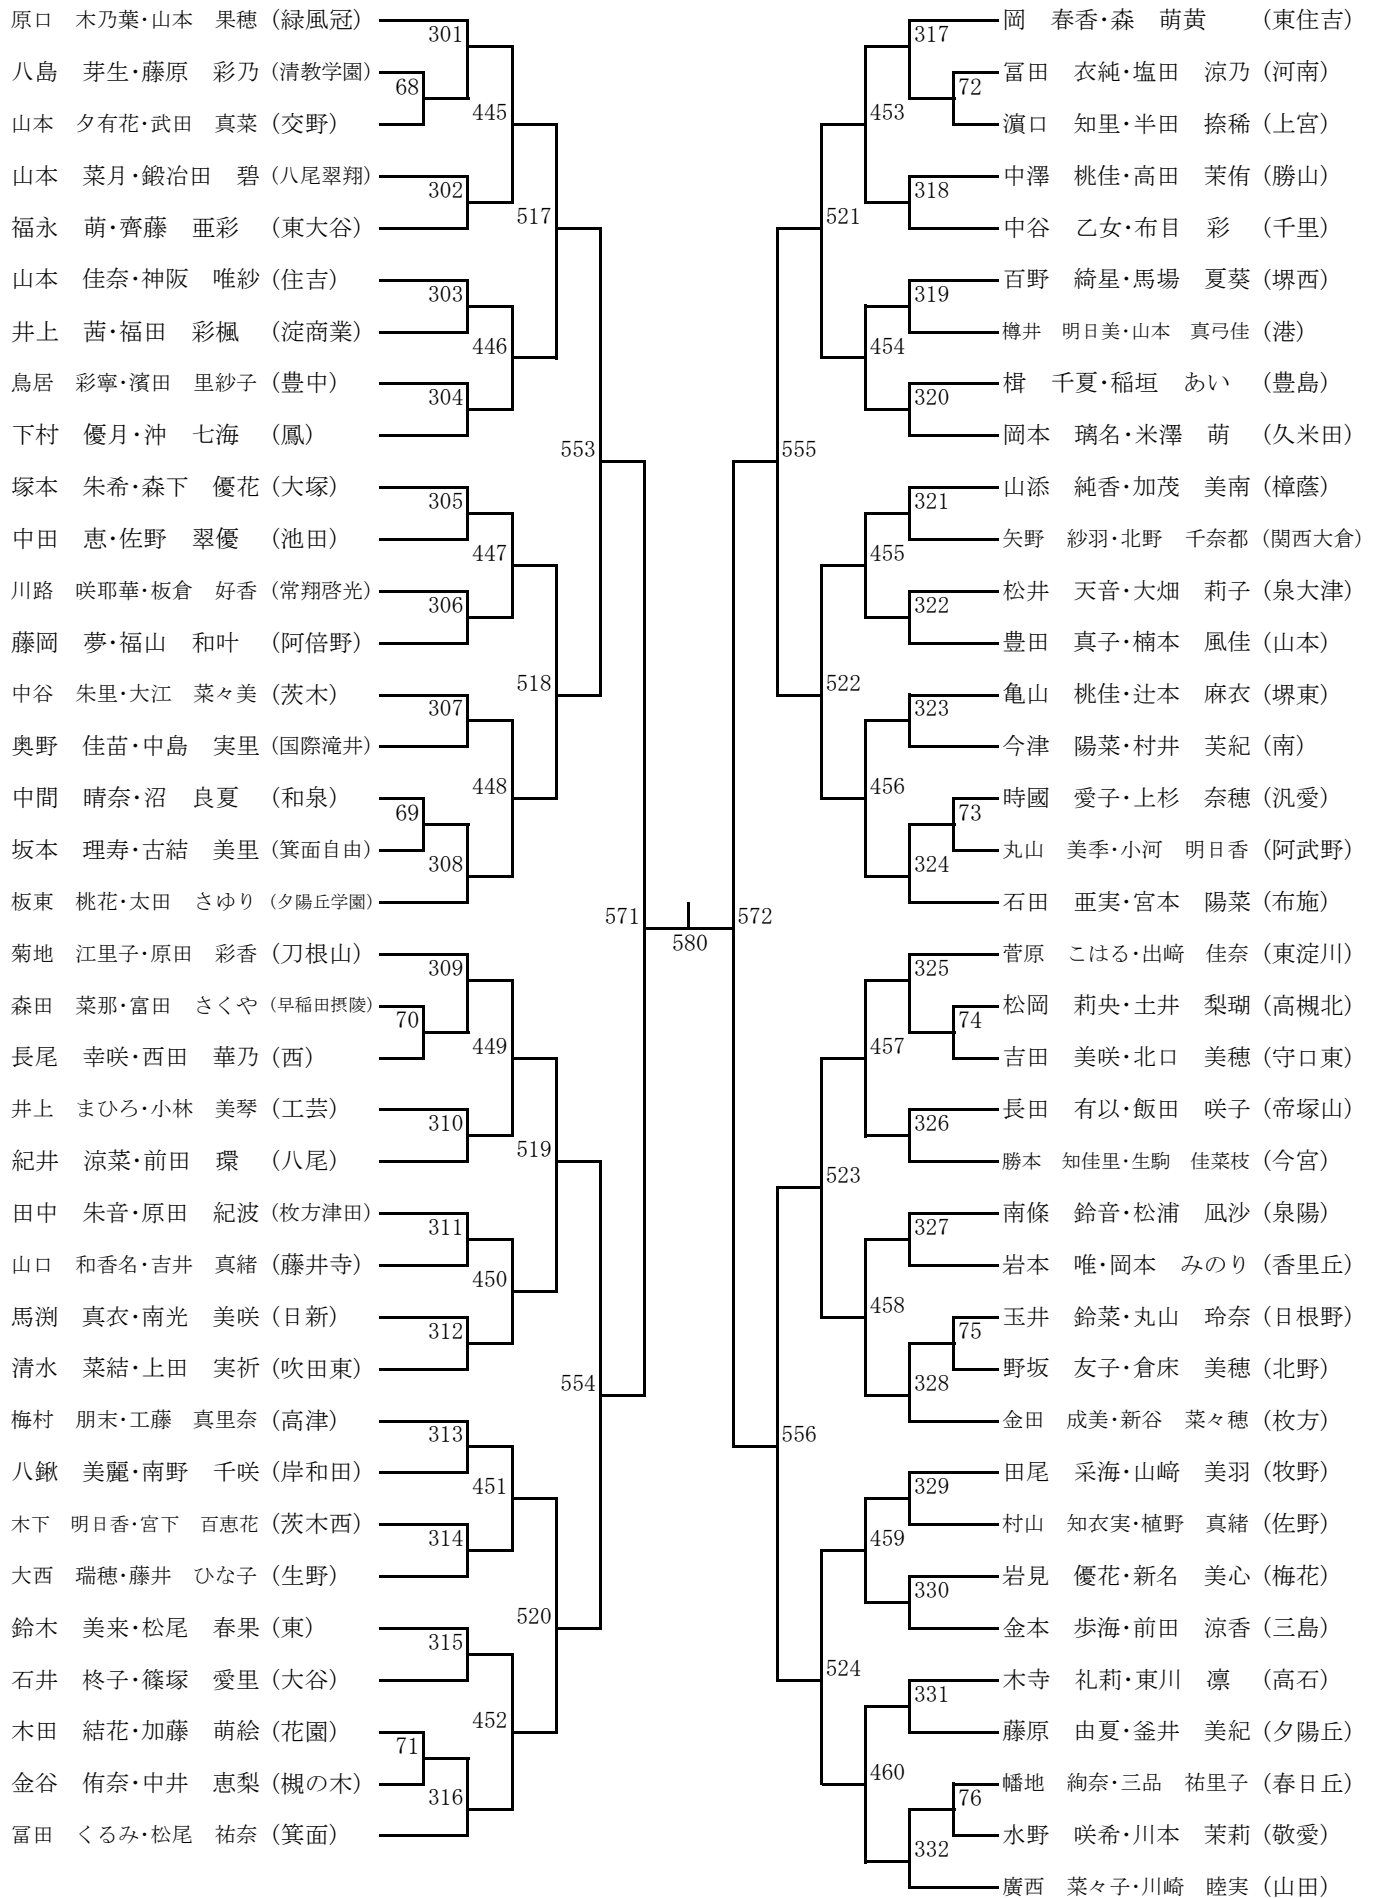 原口　木乃葉・山本　果穂（緑風冠）
301
八島　芽生・藤原　彩乃（清教学園）
68
445
山本　夕有花・武田　真菜（交野）
山本　菜月・鍛冶田　碧（八尾翠翔）
302
517
福永　萌・齊藤　亜彩　（東大谷）
山本　佳奈・神阪　唯紗（住吉）
303
井上　茜・福田　彩楓　（淀商業）
446
鳥居　彩寧・濱田　里紗子（豊中）
304
下村　優月・沖　七海　（鳳）
553
塚本　朱希・森下　優花（大塚）
305
中田　恵・佐野　翠優　（池田）
447
川路　咲耶華・板倉　好香（常翔啓光）
306
藤岡　夢・福山　和叶　（阿倍野）
518
中谷　朱里・大江　菜々美（茨木）
307
奥野　佳苗・中島　実里（国際滝井）
448
中間　晴奈・沼　良夏　（和泉）
69
坂本　理寿・古結　美里（箕面自由）
308
板東　桃花・太田　さゆり（夕陽丘学園）
571
菊地　江里子・原田　彩香（刀根山）
309
森田　菜那・富田　さくや（早稲田摂陵）
70
449
長尾　幸咲・西田　華乃（西）
井上　まひろ・小林　美琴（工芸）
310
519
紀井　涼菜・前田　環　（八尾）
田中　朱音・原田　紀波（枚方津田）
311
山口　和香名・吉井　真緒（藤井寺）
450
馬渕　真衣・南光　美咲（日新）
312
清水　菜結・上田　実祈（吹田東）
554
梅村　朋末・工藤　真里奈（高津）
313
八鍬　美麗・南野　千咲（岸和田）
451
木下　明日香・宮下　百恵花（茨木西）
314
大西　瑞穂・藤井　ひな子（生野）
520
鈴木　美来・松尾　春果（東）
315
石井　柊子・篠塚　愛里（大谷）
452
木田　結花・加藤　萌絵（花園）
71
金谷　侑奈・中井　恵梨（槻の木）
316
冨田　くるみ・松尾　祐奈（箕面）
580
岡　春香・森　萌黄　　（東住吉）
317
冨田　衣純・塩田　涼乃（河南）
72
453
濵口　知里・半田　捺稀（上宮）
中澤　桃佳・高田　茉侑（勝山）
318
521
中谷　乙女・布目　彩　（千里）
百野　綺星・馬場　夏葵（堺西）
319
樽井　明日美・山本　真弓佳（港）
454
楫　千夏・稲垣　あい　（豊島）
320
岡本　璃名・米澤　萌　（久米田）
555
山添　純香・加茂　美南（樟蔭）
321
矢野　紗羽・北野　千奈都（関西大倉）
455
松井　天音・大畑　莉子（泉大津）
322
豊田　真子・楠本　風佳（山本）
522
亀山　桃佳・辻本　麻衣（堺東）
323
今津　陽菜・村井　芙紀（南）
456
時國　愛子・上杉　奈穂（汎愛）
73
丸山　美季・小河　明日香（阿武野）
324
石田　亜実・宮本　陽菜（布施）
572
菅原　こはる・出﨑　佳奈（東淀川）
325
松岡　莉央・土井　梨瑚（高槻北）
74
457
吉田　美咲・北口　美穂（守口東）
長田　有以・飯田　咲子（帝塚山）
326
勝本　知佳里・生駒　佳菜枝（今宮）
523
南條　鈴音・松浦　凪沙（泉陽）
327
岩本　唯・岡本　みのり（香里丘）
458
玉井　鈴菜・丸山　玲奈（日根野）
75
野坂　友子・倉床　美穂（北野）
328
金田　成美・新谷　菜々穂（枚方）
556
田尾　采海・山﨑　美羽（牧野）
329
村山　知衣実・植野　真緒（佐野）
459
岩見　優花・新名　美心（梅花）
330
金本　歩海・前田　涼香（三島）
524
木寺　礼莉・東川　凛　（高石）
331
藤原　由夏・釜井　美紀（夕陽丘）
460
幡地　絢奈・三品　祐里子（春日丘）
76
水野　咲希・川本　茉莉（敬愛）
332
廣西　菜々子・川崎　睦実（山田）